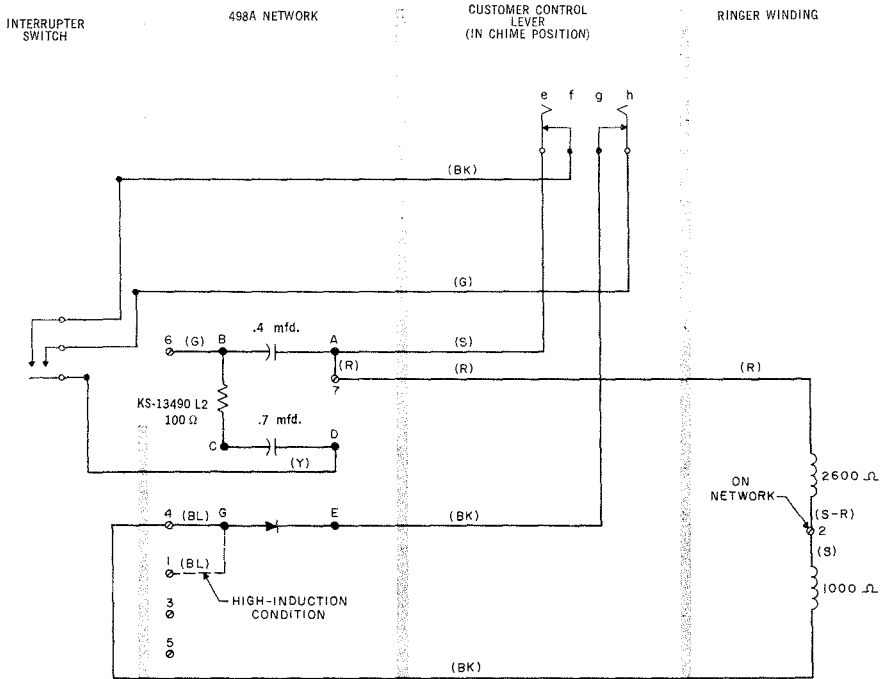 INTERRUPTER
SWITCH
498A NETWORK
CUSTOMER CONTROL
LEVER
(IN CHIME POSITION)
RINGER WINDING
e f g h
(BK)
(G)
.4 mfd.
6 (G) B A (S)
(R) (R) (R)
7
KS-13490 L2
100 Ω
.7 mfd.
C D
(Y)
2600 Ω
ON
NETWORK
(S-R)
2
(S)
1000 Ω
4 (BL) G E (BK)
1 (BL)
HIGH-INDUCTION
CONDITION
3
5
(BK)